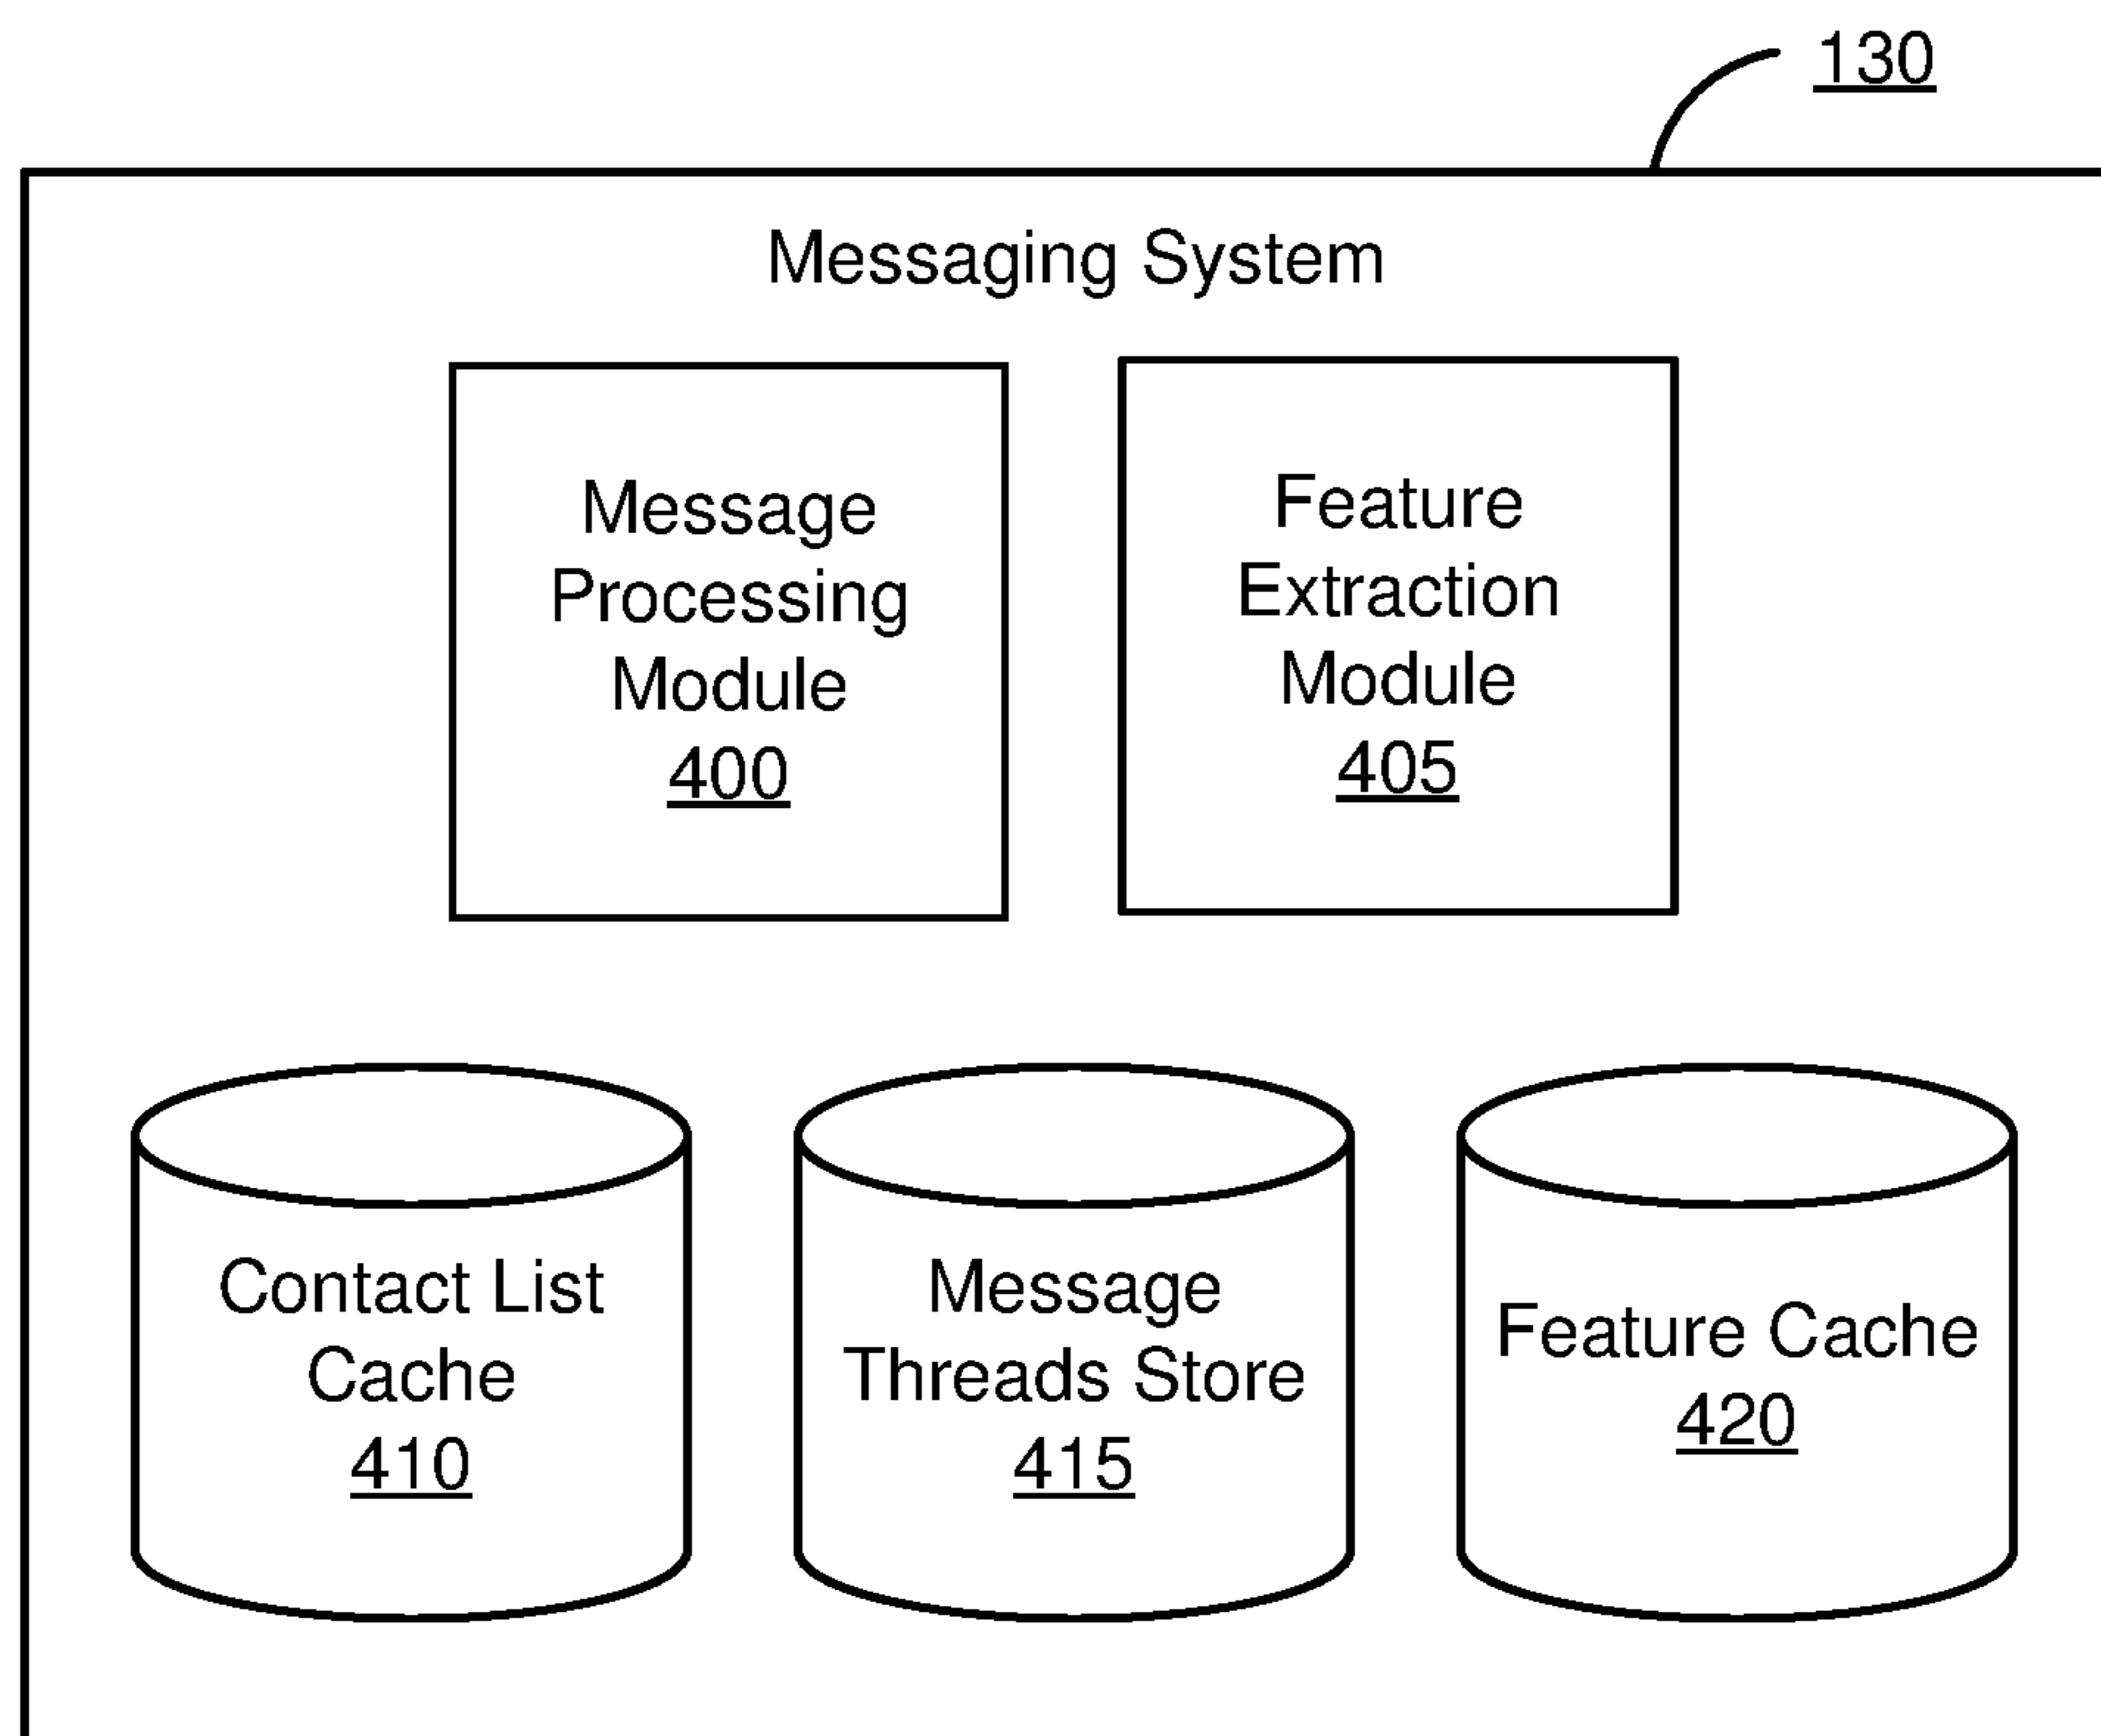 130
Messaging System
Message
Processing
Module
400
Feature
Extraction
Module
405
Contact List
Cache
410
Message
Threads Store
415
Feature Cache
420